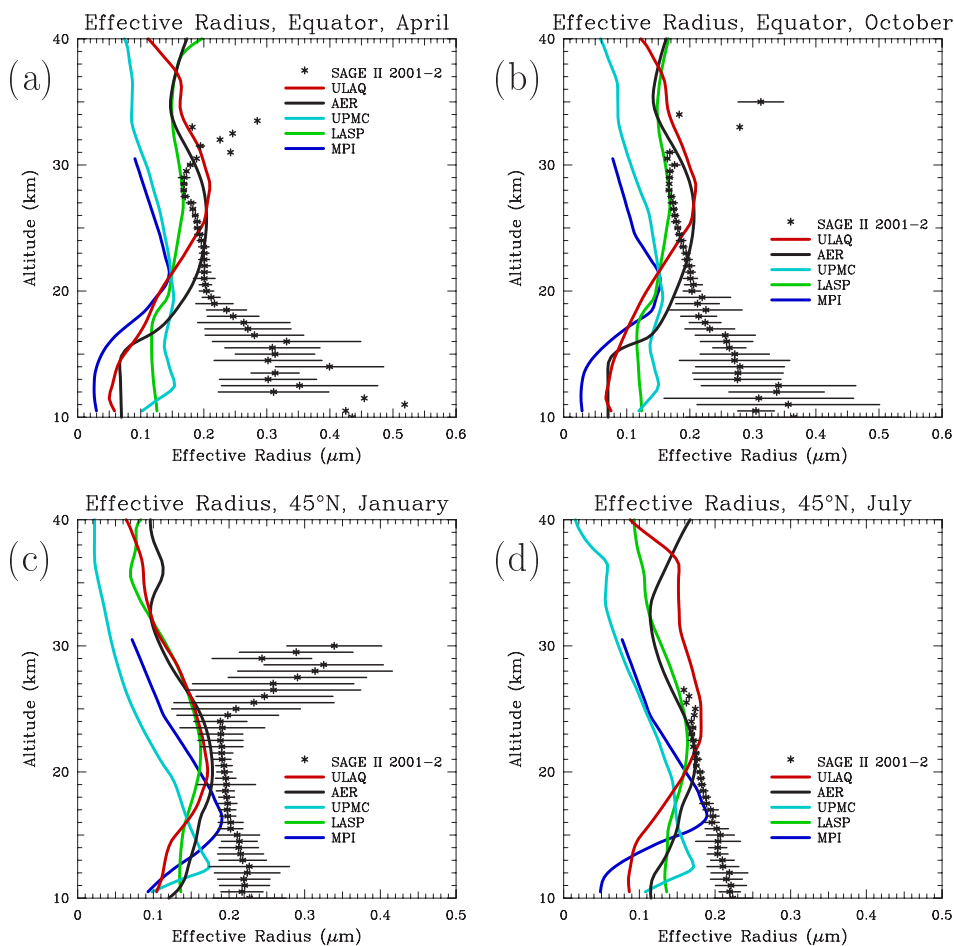 Effective Radius, Equator, April
(a)
SAGE II 2001-2
ULAQ
AER
UPMC
LASP
MPI
40
30
20
10
Altitude (km)
0 0.1 0.2 0.3 0.4 0.5 0.6
Effective Radius (μm)
Effective Radius, Equator, October
(b)
SAGE II 2001-2
ULAQ
AER
UPMC
LASP
MPI
40
30
20
10
Altitude (km)
0 0.1 0.2 0.3 0.4 0.5 0.6
Effective Radius (μm)
Effective Radius, 45°N, January
(c)
SAGE II 2001-2
ULAQ
AER
UPMC
LASP
MPI
40
30
20
10
Altitude (km)
0 0.1 0.2 0.3 0.4 0.5
Effective Radius (μm)
Effective Radius, 45°N, July
(d)
SAGE II 2001-2
ULAQ
AER
UPMC
LASP
MPI
40
30
20
10
Altitude (km)
0 0.1 0.2 0.3 0.4 0.5
Effective Radius (μm)